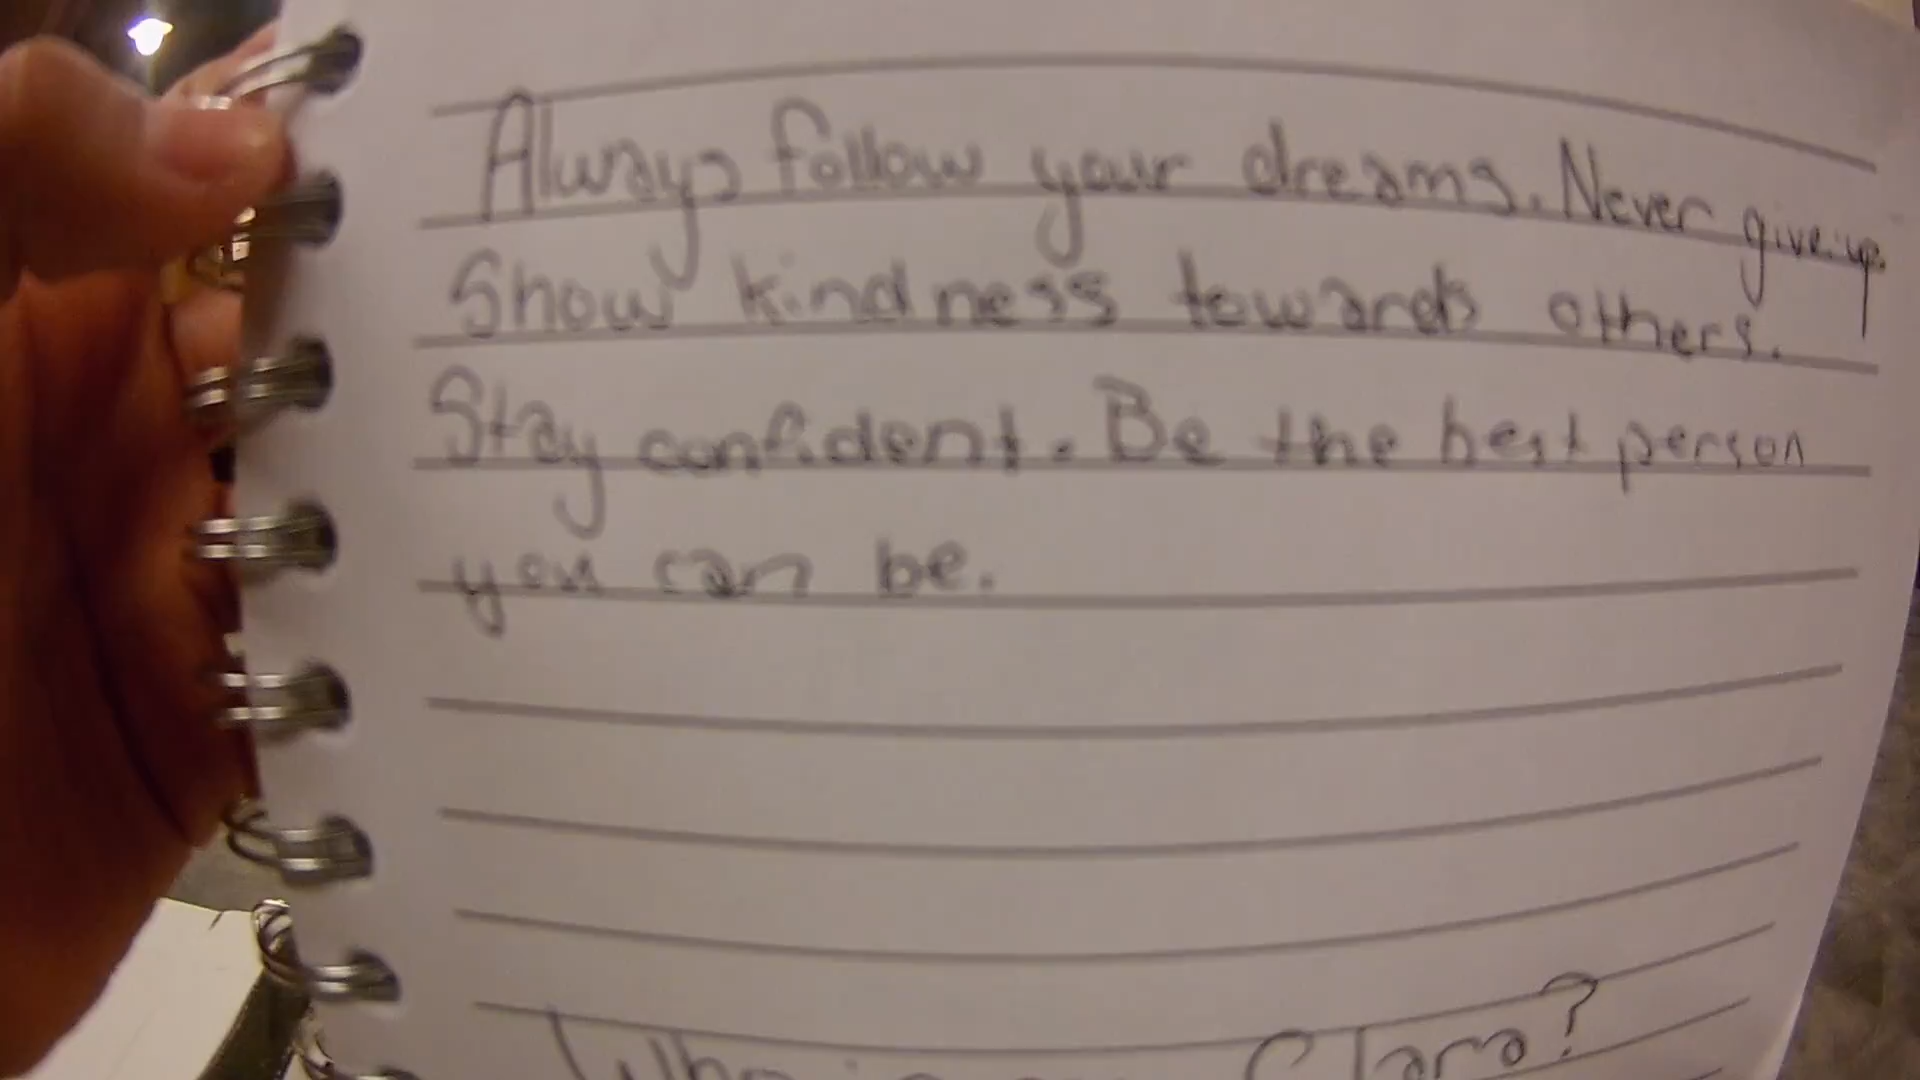 Always follow your dreams. Never give up.
Show kindness towards others.
Stay confident. Be the best person
you can be.
Clara?